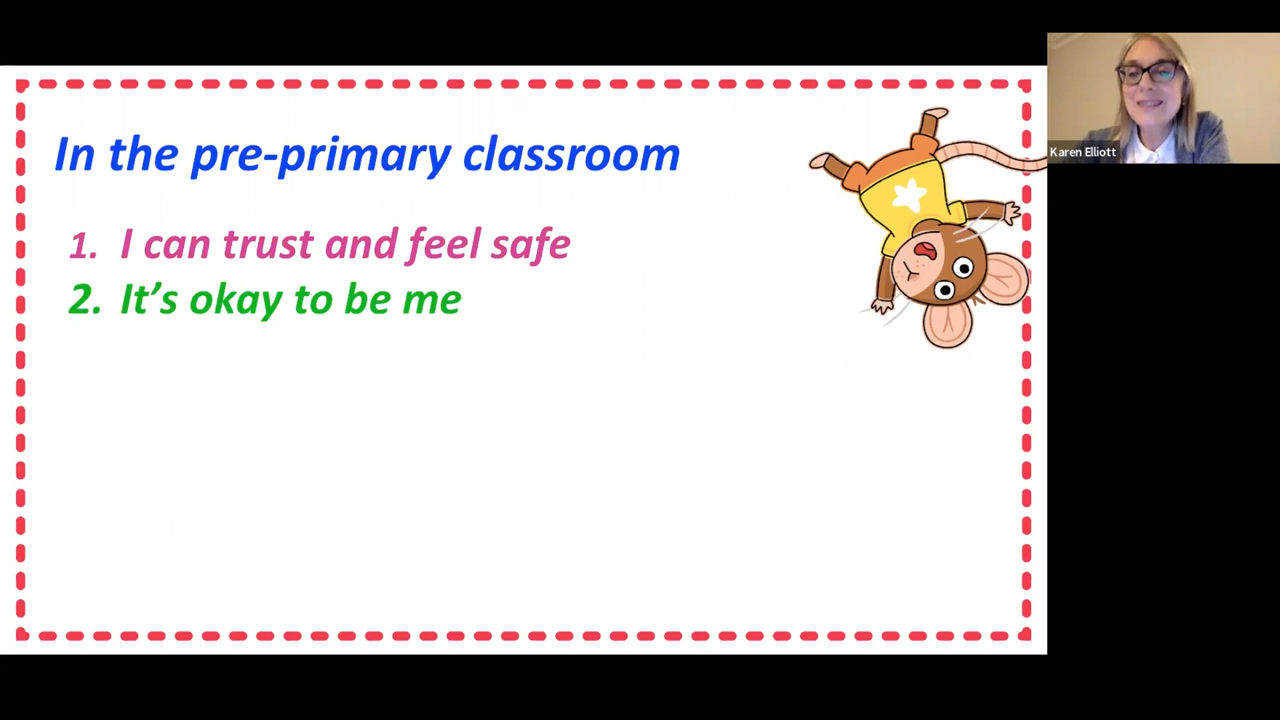 In the pre-primary classroom
1. I can trust and feel safe
2. It’s okay to be me
Karen Elliott